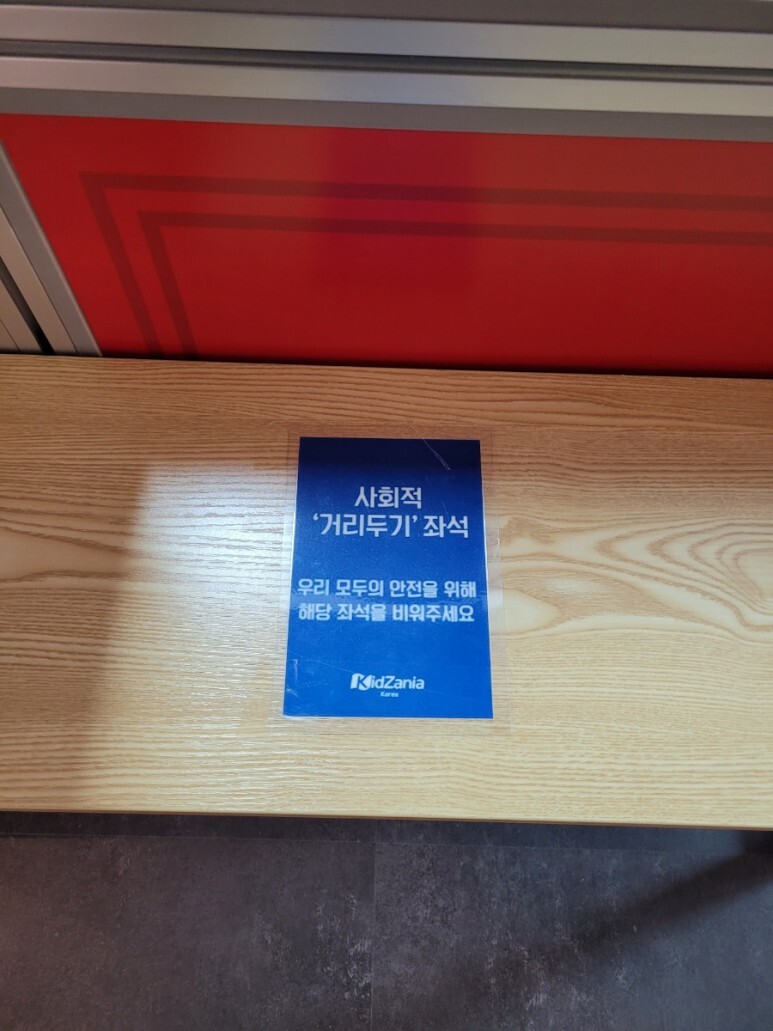 사회적
‘거리두기’ 좌석
우리 모두의 안전을 위해
해당 좌석을 비워주세요
KidZania
Korea